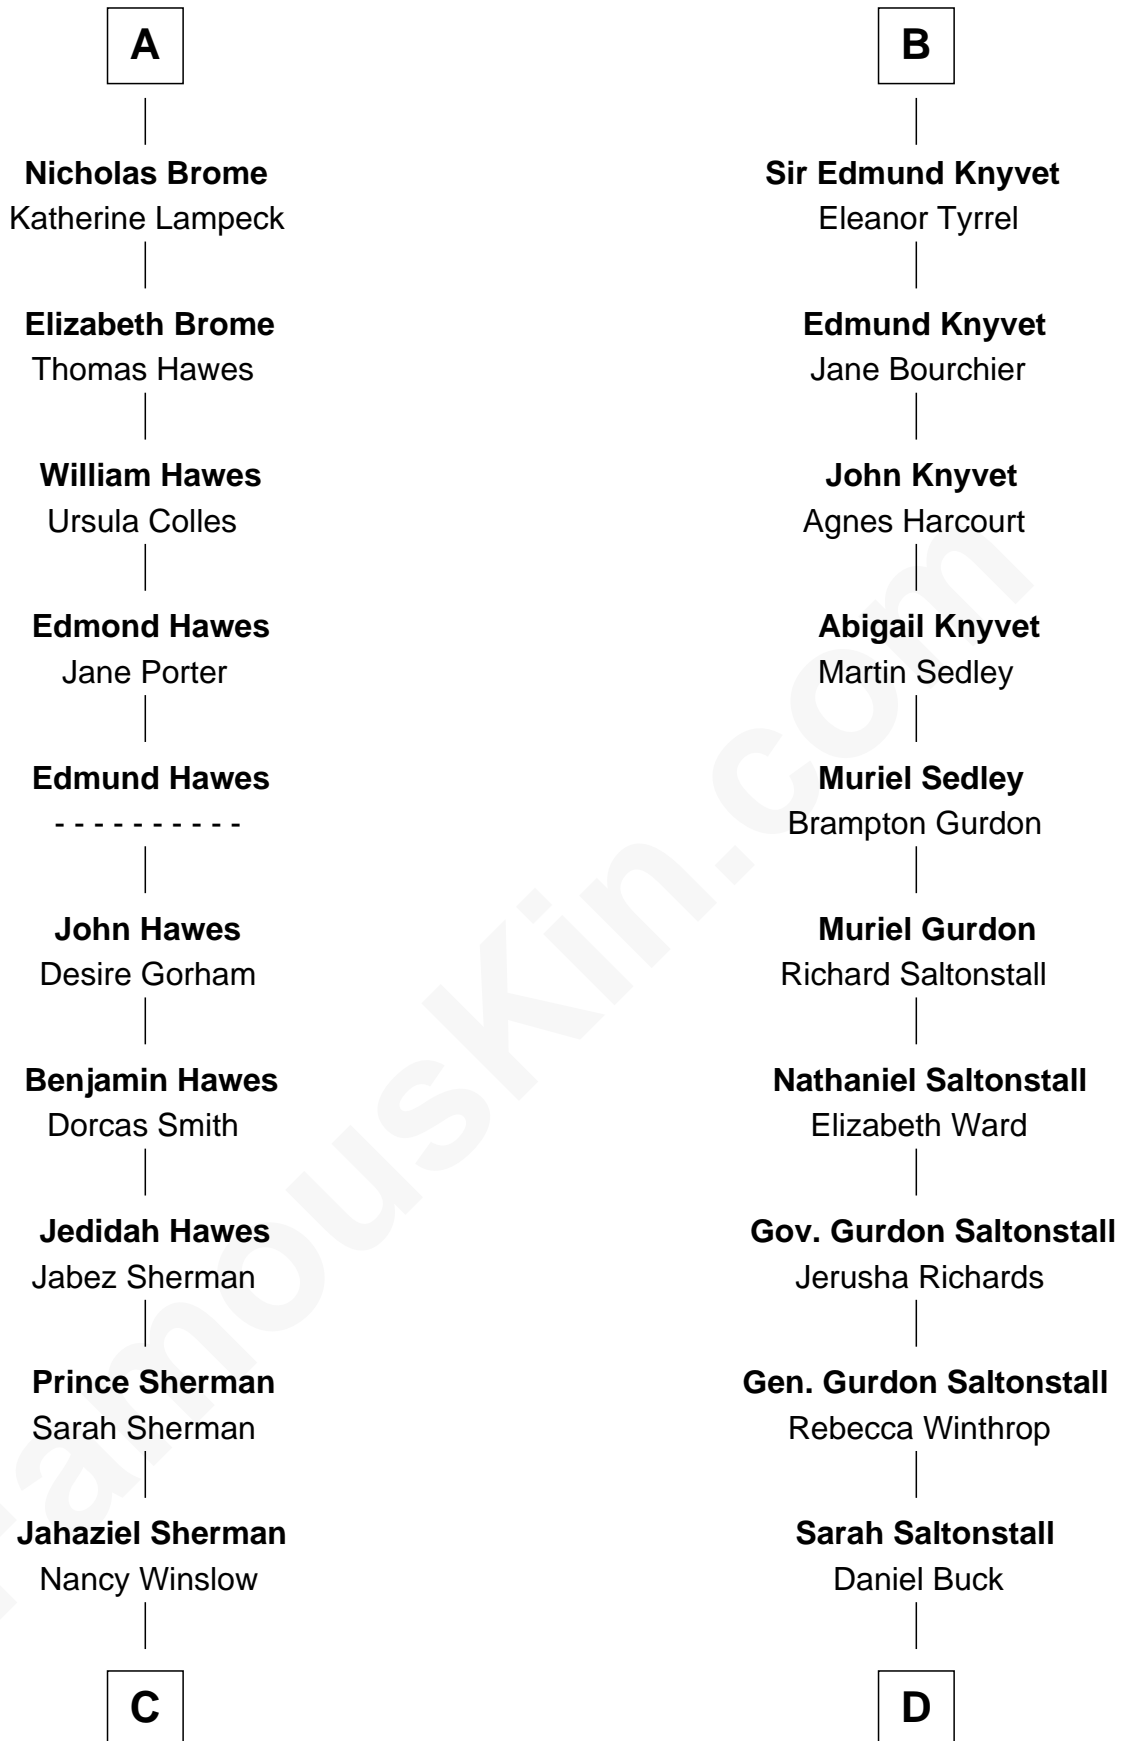 A
B
Nicholas Brome
Katherine Lampeck
Sir Edmund Knyvet
Eleanor Tyrrel
Elizabeth Brome
Thomas Hawes
Edmund Knyvet
Jane Bourchier
William Hawes
Ursula Colles
John Knyvet
Agnes Harcourt
Edmond Hawes
Jane Porter
Abigail Knyvet
Martin Sedley
Edmund Hawes
- - - - - - - - - -
Muriel Sedley
Brampton Gurdon
John Hawes
Desire Gorham
Muriel Gurdon
Richard Saltonstall
Benjamin Hawes
Dorcas Smith
Nathaniel Saltonstall
Elizabeth Ward
Jedidah Hawes
Jabez Sherman
Gov. Gurdon Saltonstall
Jerusha Richards
Prince Sherman
Sarah Sherman
Gen. Gurdon Saltonstall
Rebecca Winthrop
Jahaziel Sherman
Nancy Winslow
Sarah Saltonstall
Daniel Buck
C
D
FamousKin.com